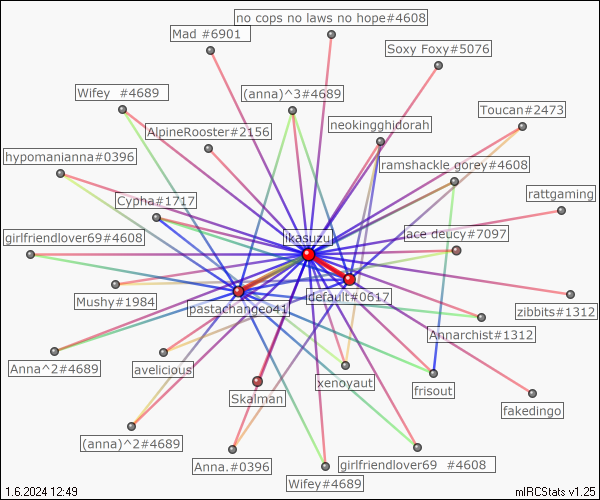 no cops no laws no hope#4608
Mad #6901
Soxy Foxy#5076
Wifey #4689
(anna)^3#4689
Toucan#2473
AlpineRooster#2156
neokingghidorah
hypomanianna#0396
ramshackle gorey#4608
Cypha#1717
rattgaming
girlfriendlover69#4608
ikasuzu
ace deucy#7097
Mushy#1984
default#0617
pastachangeo41
zibbits#1312
Annarchist#1312
Anna^2#4689
avelicious
xenoyaut
frisout
Skalman
fakedingo
(anna)^2#4689
Anna.#0396
girlfriendlover69 #4608
Wifey#4689
1.6.2024 12:49
mIRCStats v1.25